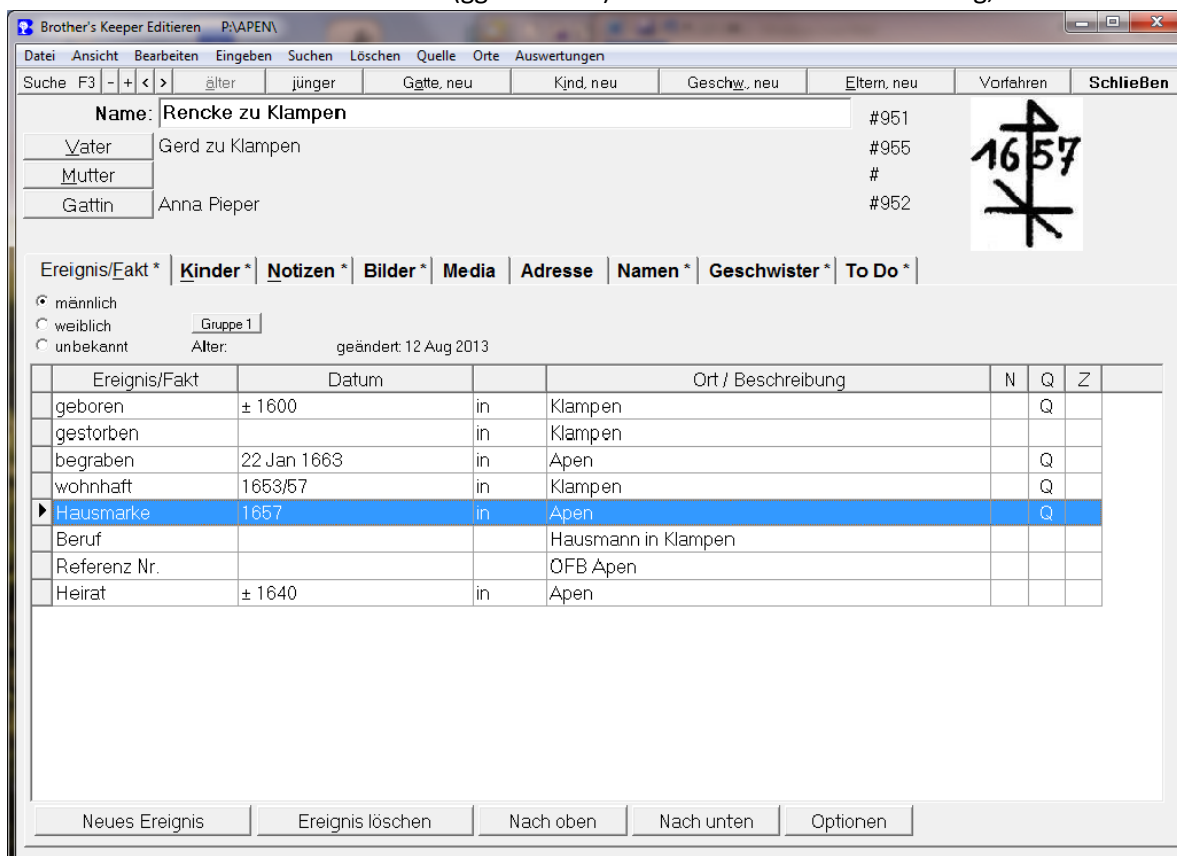 Brother's Keeper Editieren P:\APEN\
Datei Ansicht Bearbeiten Eingeben Suchen Löschen Quelle Orte Auswertungen
Suche F3 - + < > älter jünger Gatte, neu Kind, neu Geschw., neu Eltern, neu Vorfahren Schließen
Name: Rencke zu Klampen #951
Vater Gerd zu Klampen #955
Mutter #
Gattin Anna Pieper #952
1657
Ereignis/Fakt * Kinder * Notizen * Bilder * Media Adresse Namen * Geschwister * To Do *
männlich
weiblich Gruppe 1
unbekannt Alter: geändert: 12 Aug 2013
Ereignis/Fakt Datum Ort / Beschreibung N Q Z
geboren ± 1600 in Klampen Q
gestorben in Klampen
begraben 22 Jan 1663 in Apen Q
wohnhaft 1653/57 in Klampen Q
Hausmarke 1657 in Apen Q
Beruf Hausmann in Klampen
Referenz Nr. OFB Apen
Heirat ± 1640 in Apen
Neues Ereignis Ereignis löschen Nach oben Nach unten Optionen